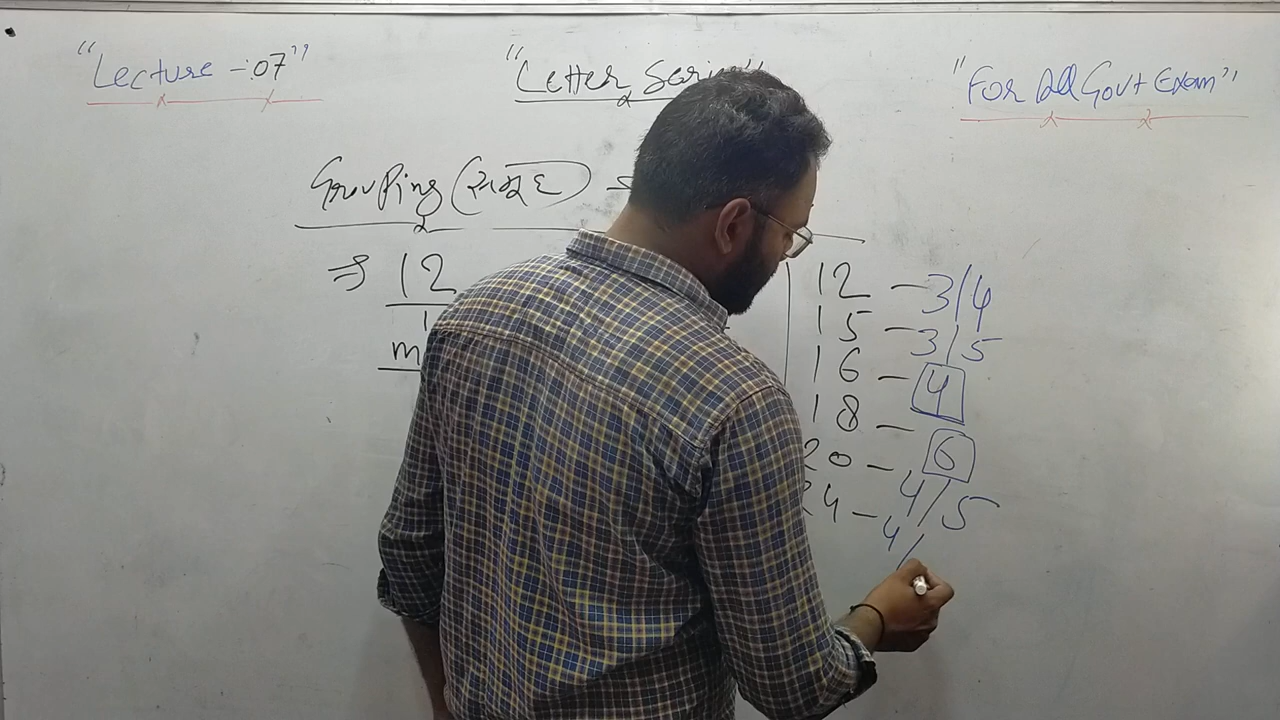 "Lecture - :07"
"Letter Serie"
"For All Govt Exam"
Grouping (समूह) =
⇒ 12
m
12 - 3/4
15 - 3/5
16 - 4
18 - 6
20 - 4/5
24 - 4/